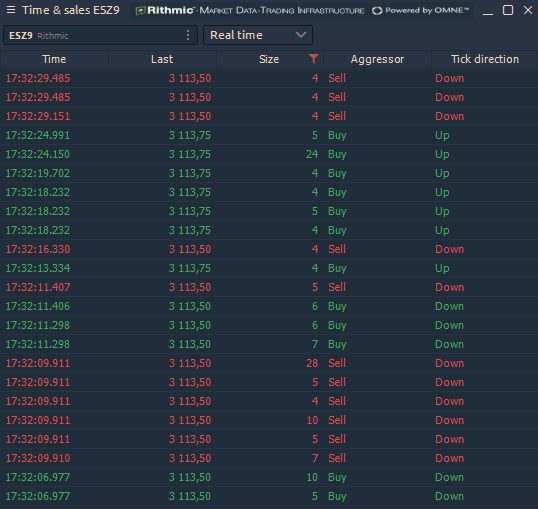 Time & sales ESZ9 Rithmic™-Market Data-Trading Infrastructure Powered by OMNE™
ESZ9 Rithmic Real time
Time Last Size Aggressor Tick direction
17:32:29.485 3 113,50 4 Sell Down
17:32:29.485 3 113,50 4 Sell Down
17:32:29.151 3 113,50 4 Sell Down
17:32:24.991 3 113,75 5 Buy Up
17:32:24.150 3 113,75 24 Buy Up
17:32:19.702 3 113,75 4 Buy Up
17:32:18.232 3 113,75 4 Buy Up
17:32:18.232 3 113,75 5 Buy Up
17:32:18.232 3 113,75 4 Buy Up
17:32:16.330 3 113,50 4 Sell Down
17:32:13.334 3 113,75 4 Buy Up
17:32:11.407 3 113,50 5 Sell Down
17:32:11.406 3 113,50 6 Buy Down
17:32:11.298 3 113,50 6 Buy Down
17:32:11.298 3 113,50 7 Buy Down
17:32:09.911 3 113,50 28 Sell Down
17:32:09.911 3 113,50 5 Sell Down
17:32:09.911 3 113,50 4 Sell Down
17:32:09.911 3 113,50 10 Sell Down
17:32:09.911 3 113,50 5 Sell Down
17:32:09.910 3 113,50 7 Sell Down
17:32:06.977 3 113,50 10 Buy Down
17:32:06.977 3 113,50 5 Buy Down